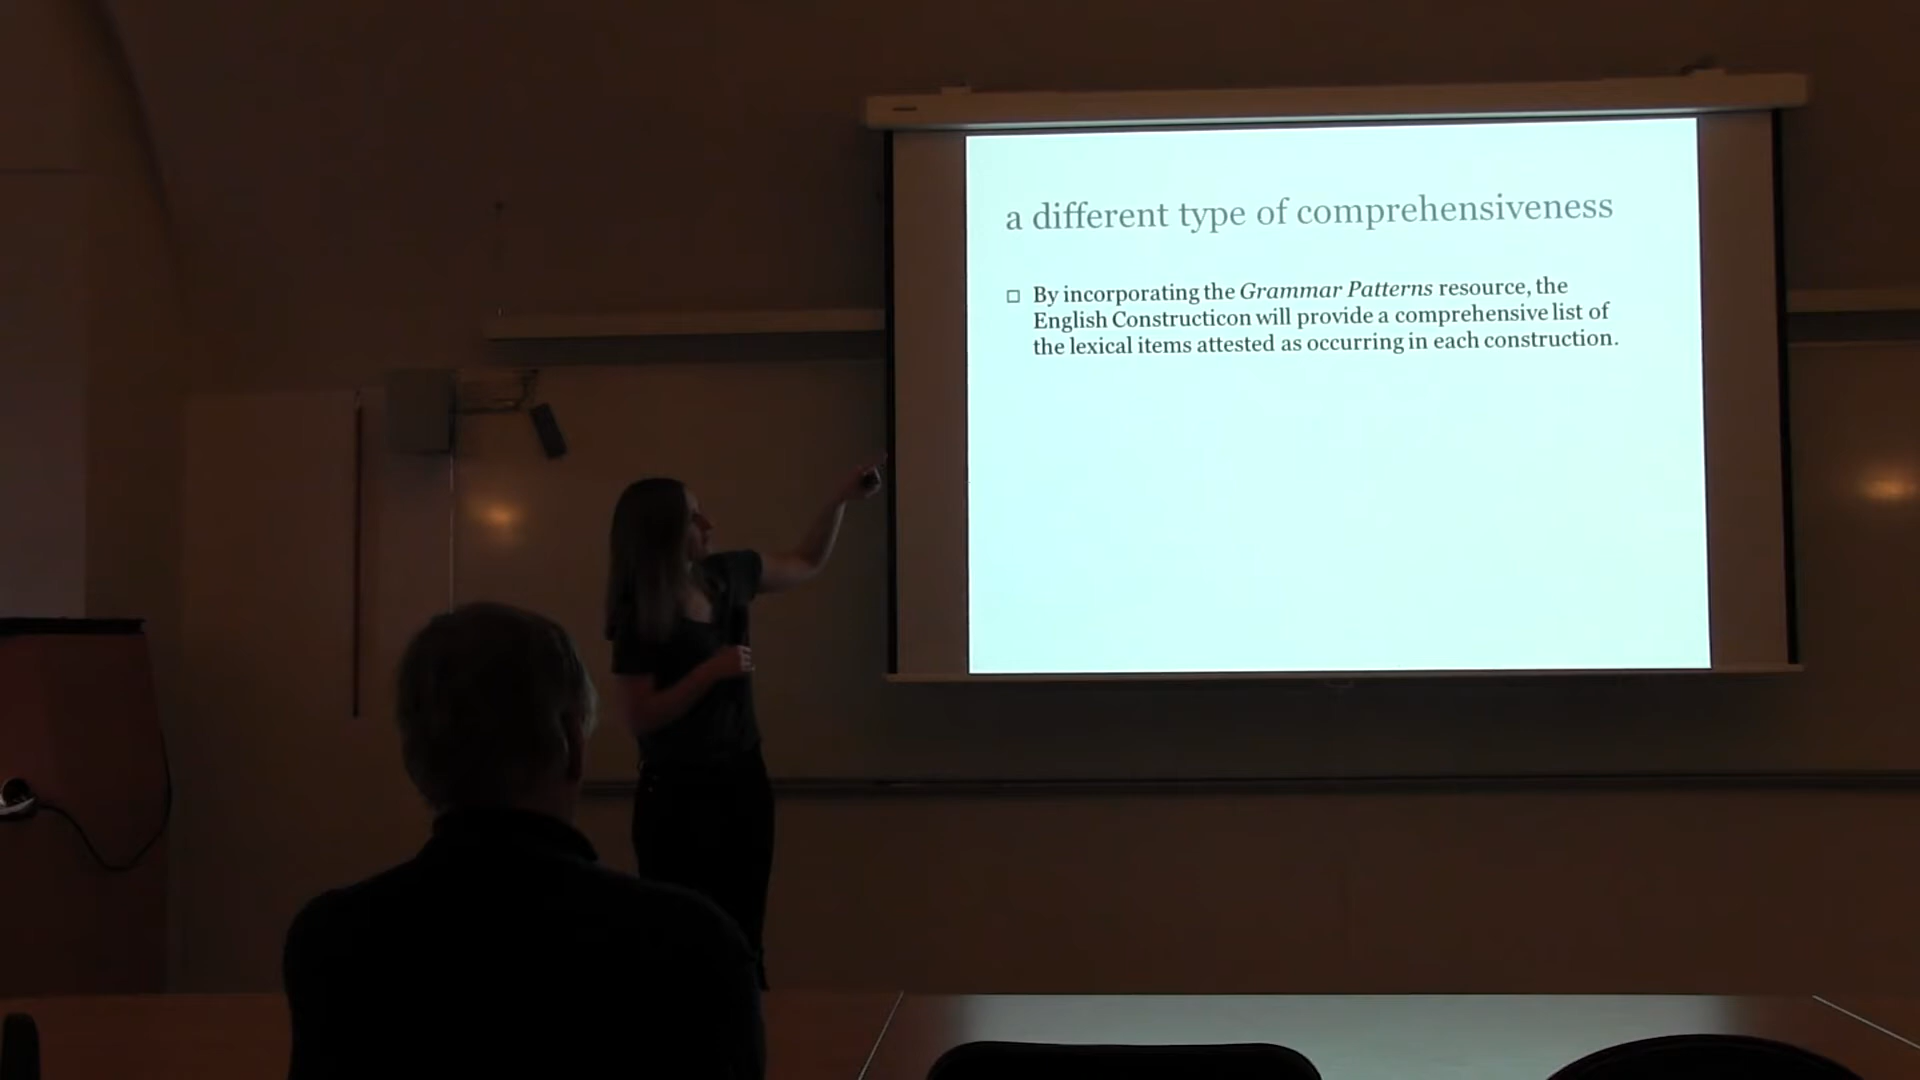 a different type of comprehensiveness
By incorporating the Grammar Patterns resource, the
English Constructicon will provide a comprehensive list of
the lexical items attested as occurring in each construction.